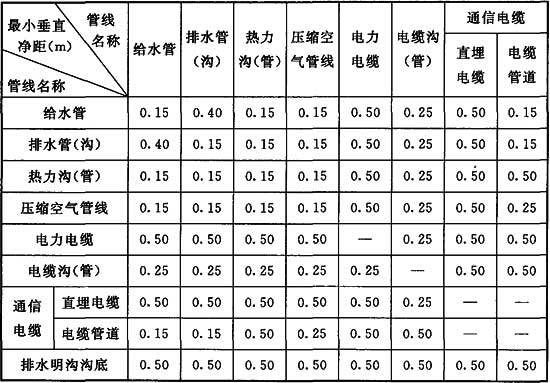 最小垂直净距(m) 管线名称 管线名称 给水管 排水管(沟) 热力沟(管) 压缩空气管线 电力电缆 电缆沟(管) 通信电缆
直埋电缆 电缆管道
给水管 0.15 0.40 0.15 0.15 0.50 0.25 0.50 0.15
排水管(沟) 0.40 0.15 0.15 0.15 0.50 0.25 0.50 0.15
热力沟(管) 0.15 0.15 0.15 0.15 0.50 0.25 0.50 0.50
压缩空气管线 0.15 0.15 0.15 0.15 0.50 0.25 0.50 0.25
电力电缆 0.50 0.50 0.50 0.50 — 0.25 0.50 0.50
电缆沟(管) 0.25 0.25 0.25 0.25 0.25 — 0.50 0.50
通信电缆 直埋电缆 0.50 0.50 0.50 0.50 0.50 0.25 — —
电缆管道 0.15 0.15 0.50 0.25 0.50 0.50 — —
排水明沟沟底 0.50 0.50 0.50 0.50 0.50 0.50 0.50 0.50